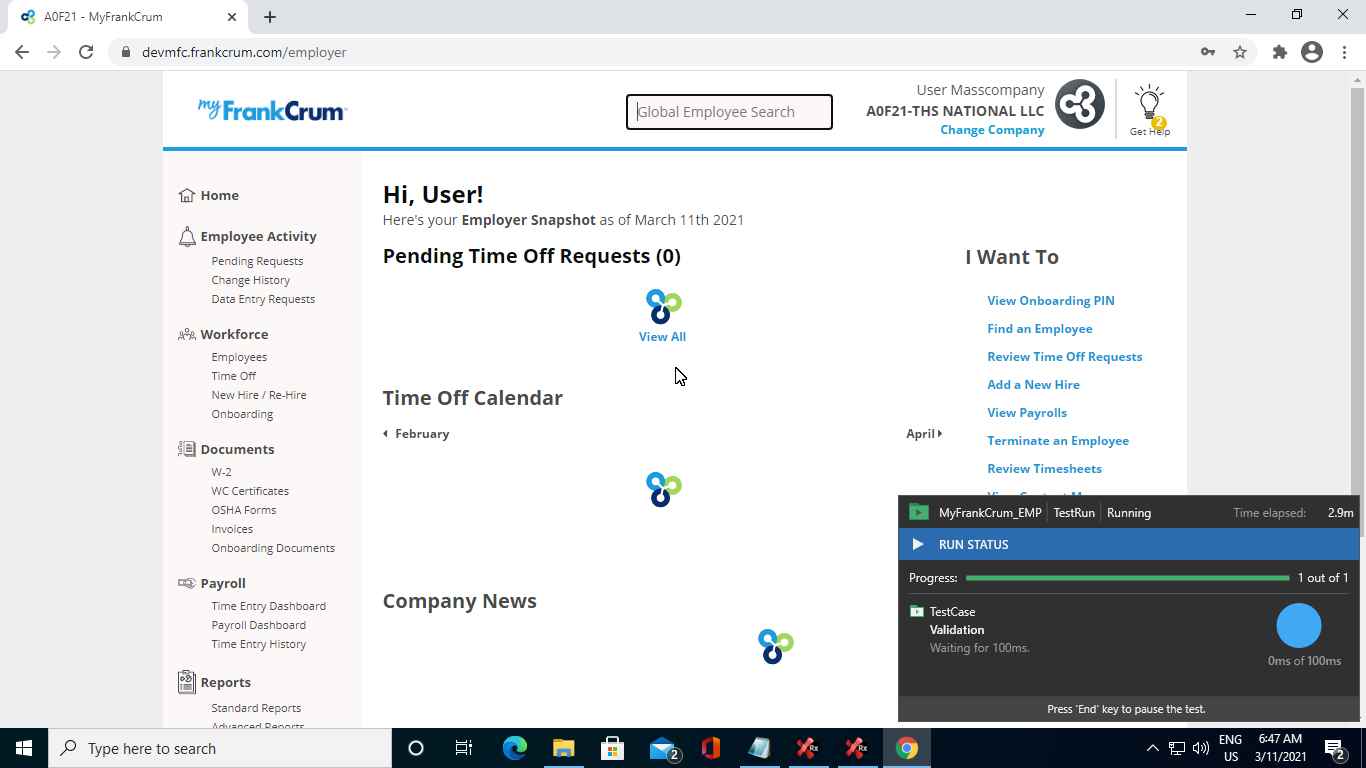 A0F21 - MyFrankCrum
devmfc.frankcrum.com/employer
myFrankCrum
Global Employee Search
User Masscompany
A0F21-THS NATIONAL LLC
Change Company
2
Get Help
Home
Employee Activity
Pending Requests
Change History
Data Entry Requests
Workforce
Employees
Time Off
New Hire / Re-Hire
Onboarding
Documents
W-2
WC Certificates
OSHA Forms
Invoices
Onboarding Documents
Payroll
Time Entry Dashboard
Payroll Dashboard
Time Entry History
Reports
Standard Reports
Advanced Reports
Hi, User!
Here's your Employer Snapshot as of March 11th 2021
Pending Time Off Requests (0)
View All
Time Off Calendar
February
April
Company News
I Want To
View Onboarding PIN
Find an Employee
Review Time Off Requests
Add a New Hire
View Payrolls
Terminate an Employee
Review Timesheets
MyFrankCrum_EMP TestRun Running Time elapsed: 2.9m
RUN STATUS
Progress: 1 out of 1
TestCase
Validation
Waiting for 100ms.
0ms of 100ms
Press 'End' key to pause the test.
Type here to search
2
Rx
Rx
ENG
US
6:47 AM
3/11/2021
2